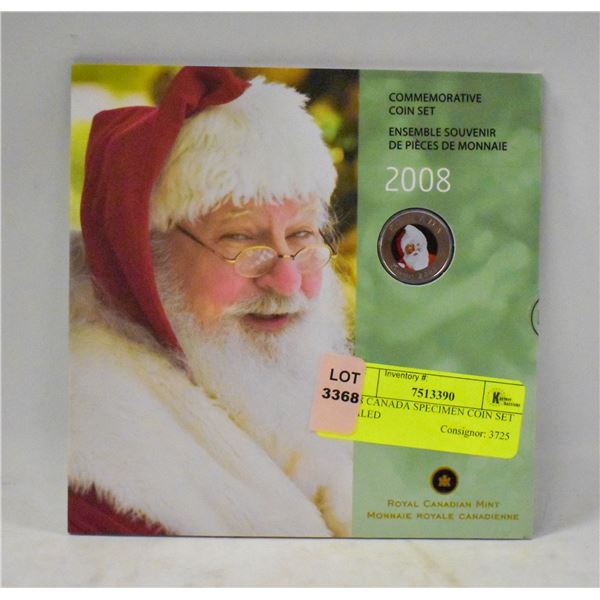 COMMEMORATIVE
COIN SET
ENSEMBLE SOUVENIR
DE PIÈCES DE MONNAIE
2008
LOT
3368
Inventory #:
7513390
CANADA SPECIMEN COIN SET
Consignor: 3725
ROYAL CANADIAN MINT
MONNAIE ROYALE CANADIENNE